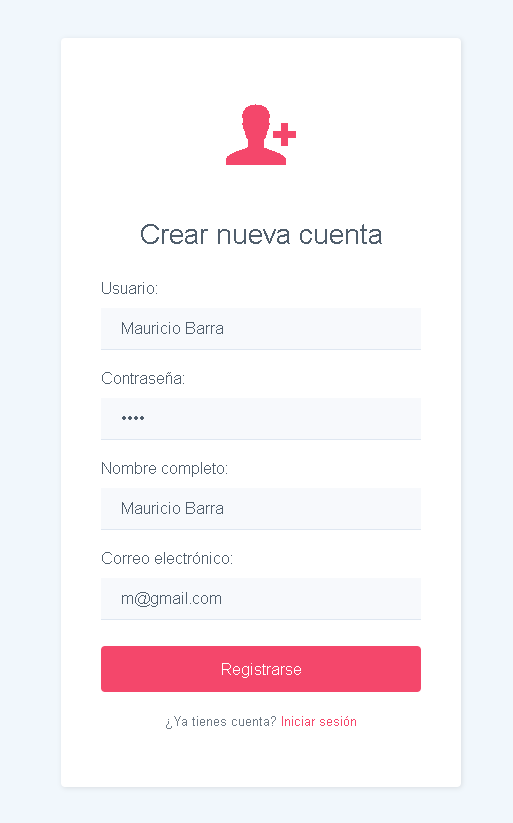 Crear nueva cuenta
Usuario:
Mauricio Barra
Contraseña:
••••
Nombre completo:
Mauricio Barra
Correo electrónico:
m@gmail.com
Registrarse
¿Ya tienes cuenta? Iniciar sesión